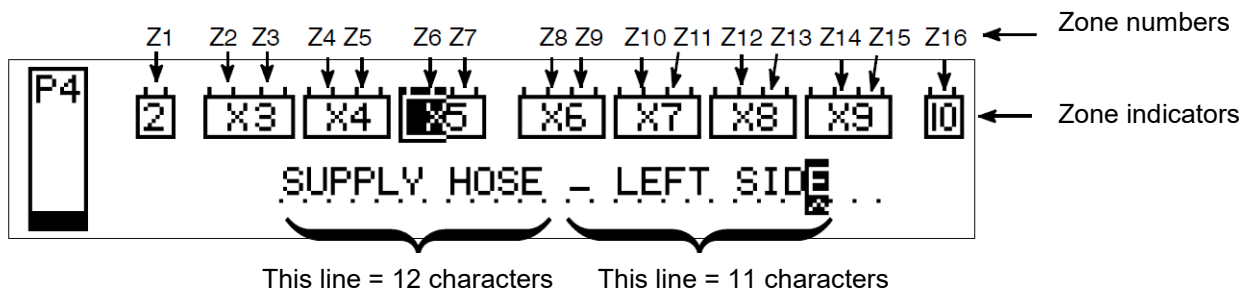 Z1 Z2 Z3 Z4 Z5 Z6 Z7 Z8 Z9 Z10 Z11 Z12 Z13 Z14 Z15 Z16 Zone numbers
P4
2 X3 X4 X5 X6 X7 X8 X9 10 Zone indicators
SUPPLY HOSE – LEFT SIDE
This line = 12 characters This line = 11 characters